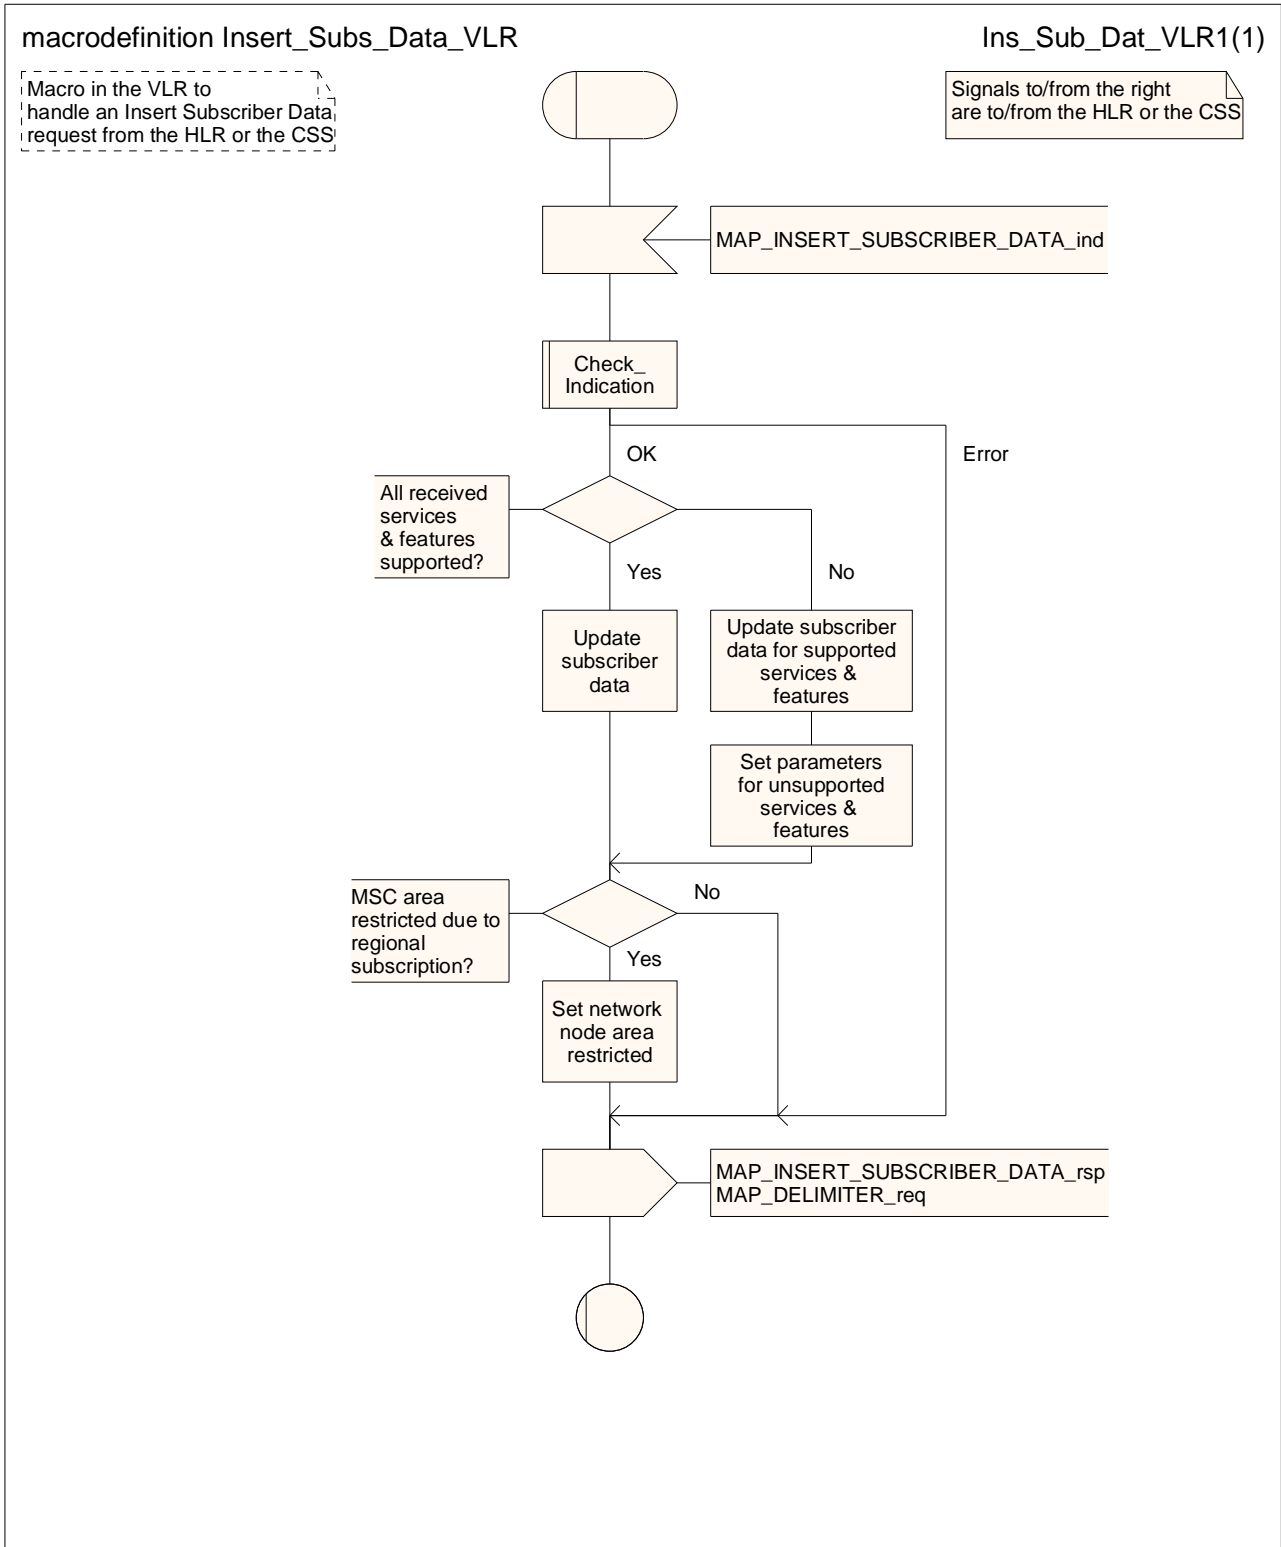 macrodefinition Insert_Subs_Data_VLR
Ins_Sub_Dat_VLR1(1)
Macro in the VLR to
handle an Insert Subscriber Data
request from the HLR or the CSS
Signals to/from the right
are to/from the HLR or the CSS
MAP_INSERT_SUBSCRIBER_DATA_ind
Check_
Indication
OK
Error
All received
services
& features
supported?
Yes
No
Update
subscriber
data
Update subscriber
data for supported
services &
features
Set parameters
for unsupported
services &
features
MSC area
restricted due to
regional
subscription?
No
Yes
Set network
node area
restricted
MAP_INSERT_SUBSCRIBER_DATA_rsp
MAP_DELIMITER_req